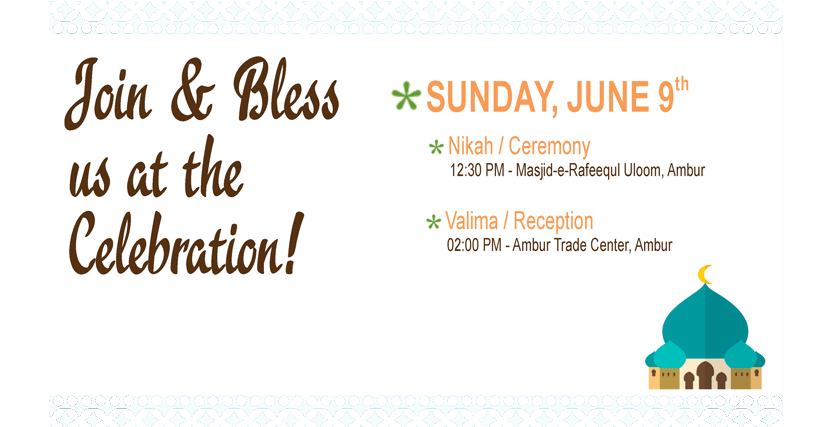 Join & Bless
us at the
Celebration!
SUNDAY, JUNE 9th
Nikah / Ceremony
12:30 PM - Masjid-e-Rafeequl Uloom, Ambur
Valima / Reception
02:00 PM - Ambur Trade Center, Ambur